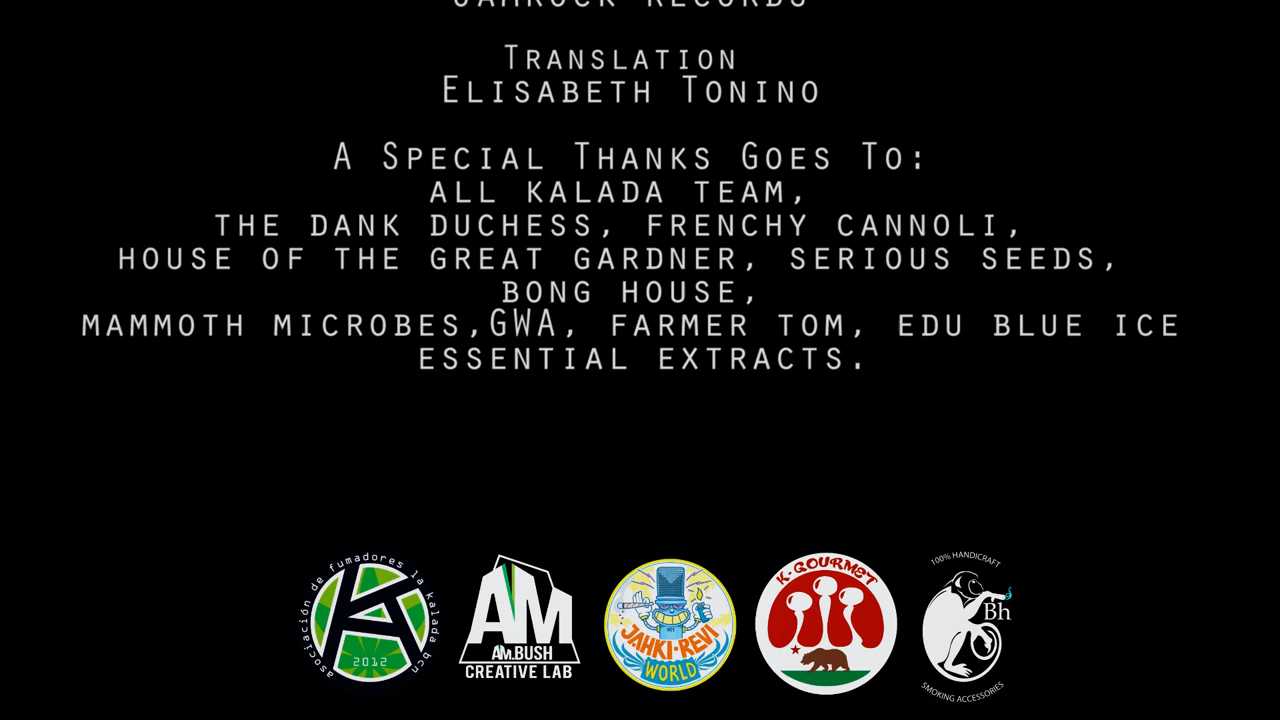 JAMROCK RECORDS
TRANSLATION
ELISABETH TONINO
A SPECIAL THANKS GOES TO:
ALL KALADA TEAM,
THE DANK DUCHESS, FRENCHY CANNOLI,
HOUSE OF THE GREAT GARDNER, SERIOUS SEEDS,
BONG HOUSE,
MAMMOTH MICROBES,GWA, FARMER TOM, EDU BLUE ICE
ESSENTIAL EXTRACTS.
asociación de fumadores la kalada bcn
K
2012
AM
AM.BUSH
CREATIVE LAB
JAHKI-REVI
WORLD
K-GOURMET
100% HANDICRAFT
Bh
SMOKING ACCESSORIES